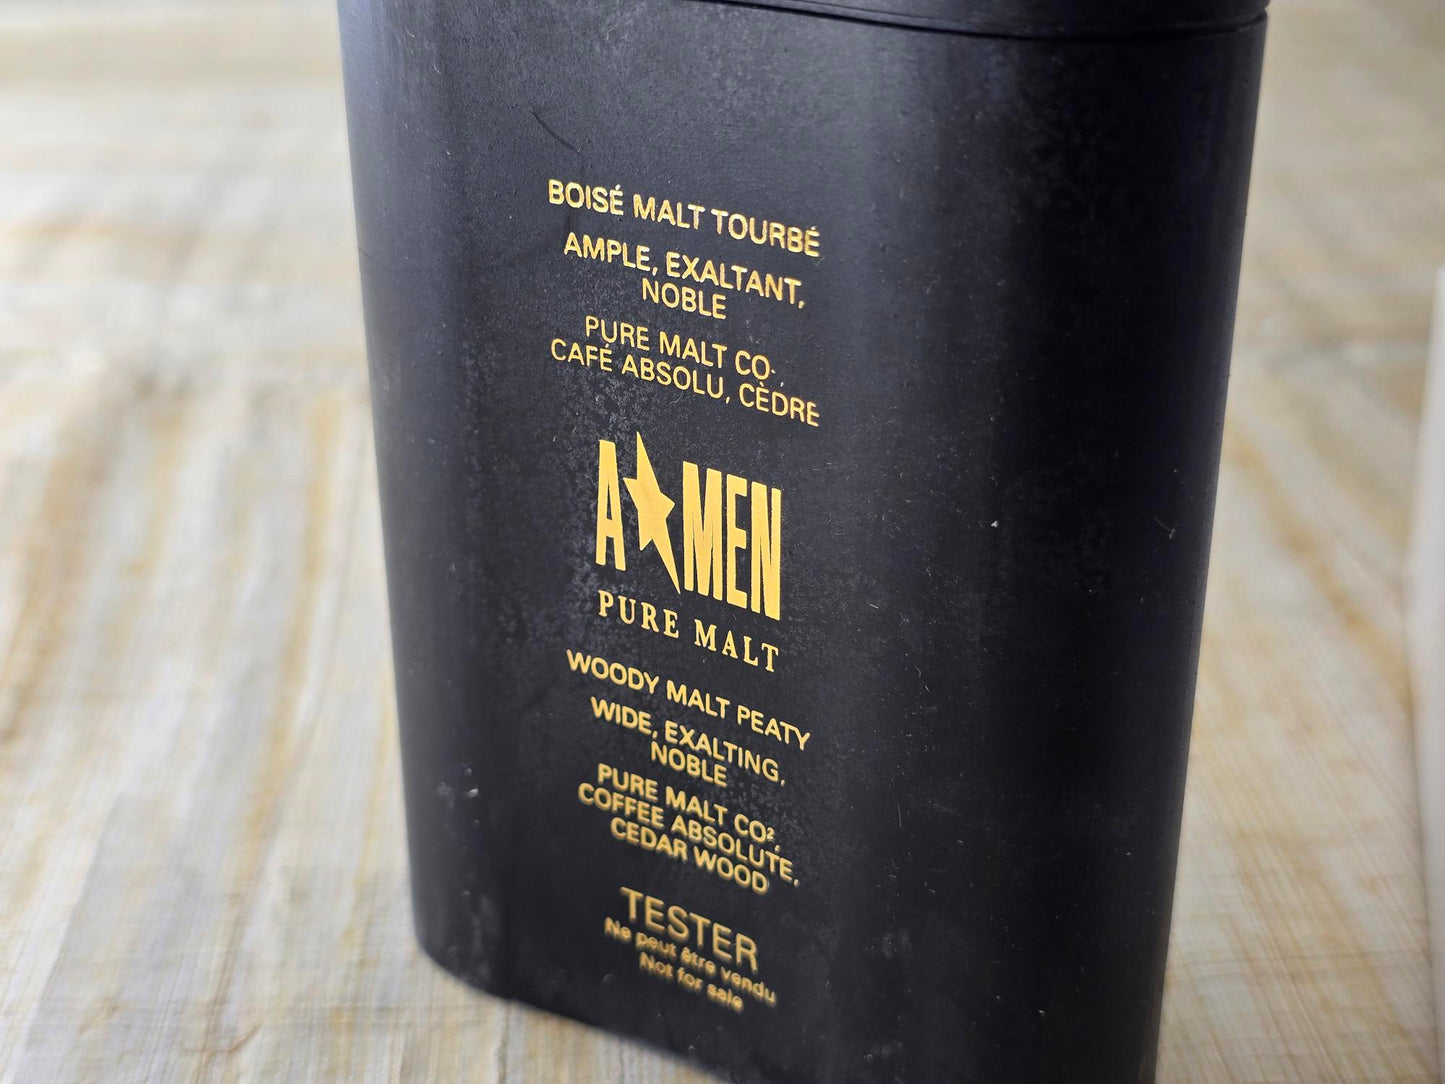 BOISÉ MALT TOURBÉ
AMPLE, EXALTANT,
NOBLE
PURE MALT CO²,
CAFÉ ABSOLU, CÈDRE
A★MEN
PURE MALT
WOODY MALT PEATY
WIDE, EXALTING,
NOBLE
PURE MALT CO²,
COFFEE ABSOLUTE,
CEDAR WOOD
TESTER
Ne peut être vendu
Not for sale